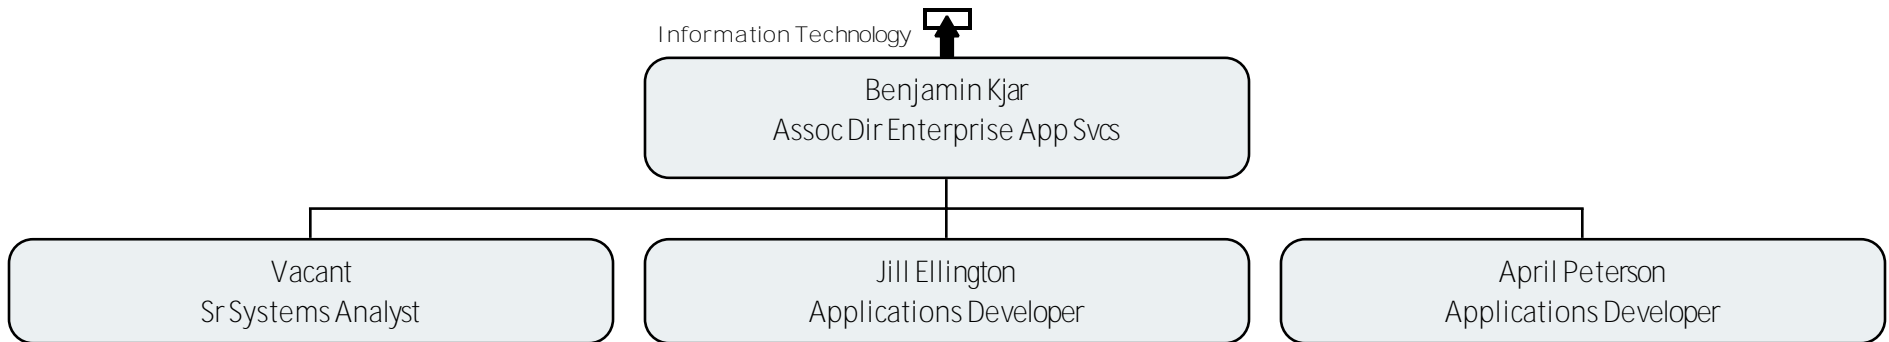 Information Technology
Benjamin Kjar
Assoc Dir Enterprise App Svcs
Vacant
Sr Systems Analyst
Jill Ellington
Applications Developer
April Peterson
Applications Developer